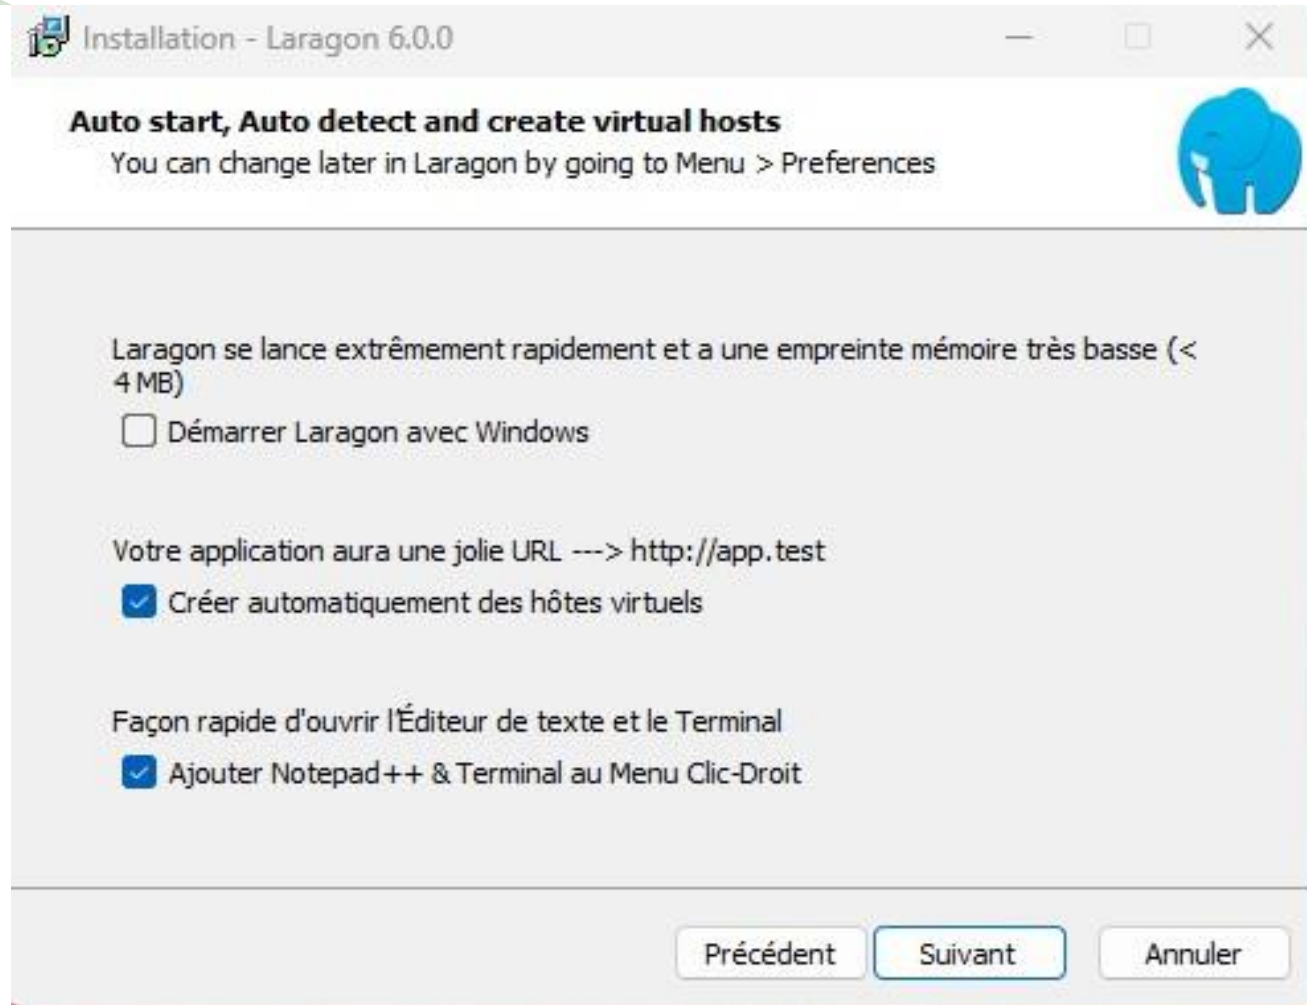 Installation - Laragon 6.0.0
Auto start, Auto detect and create virtual hosts
You can change later in Laragon by going to Menu > Preferences
Laragon se lance extrêmement rapidement et a une empreinte mémoire très basse (<
4 MB)
Démarrer Laragon avec Windows
Votre application aura une jolie URL ---> http://app.test
Créer automatiquement des hôtes virtuels
Façon rapide d'ouvrir l'Éditeur de texte et le Terminal
Ajouter Notepad++ & Terminal au Menu Clic-Droit
Précédent Suivant Annuler